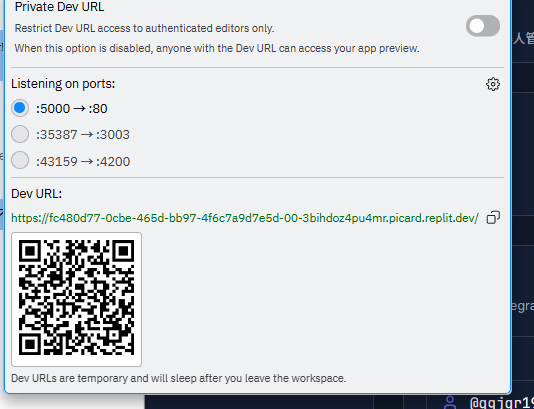 Private Dev URL
Restrict Dev URL access to authenticated editors only.
When this option is disabled, anyone with the Dev URL can access your app preview.
人管
Listening on ports:
:5000 → :80
:35387 → :3003
:43159 → :4200
Dev URL:
https://fc480d77-0cbe-465d-bb97-4f6c7a9d7e5d-00-3bihdoz4pu4mr.picard.replit.dev/
egra
Dev URLs are temporary and will sleep after you leave the workspace.